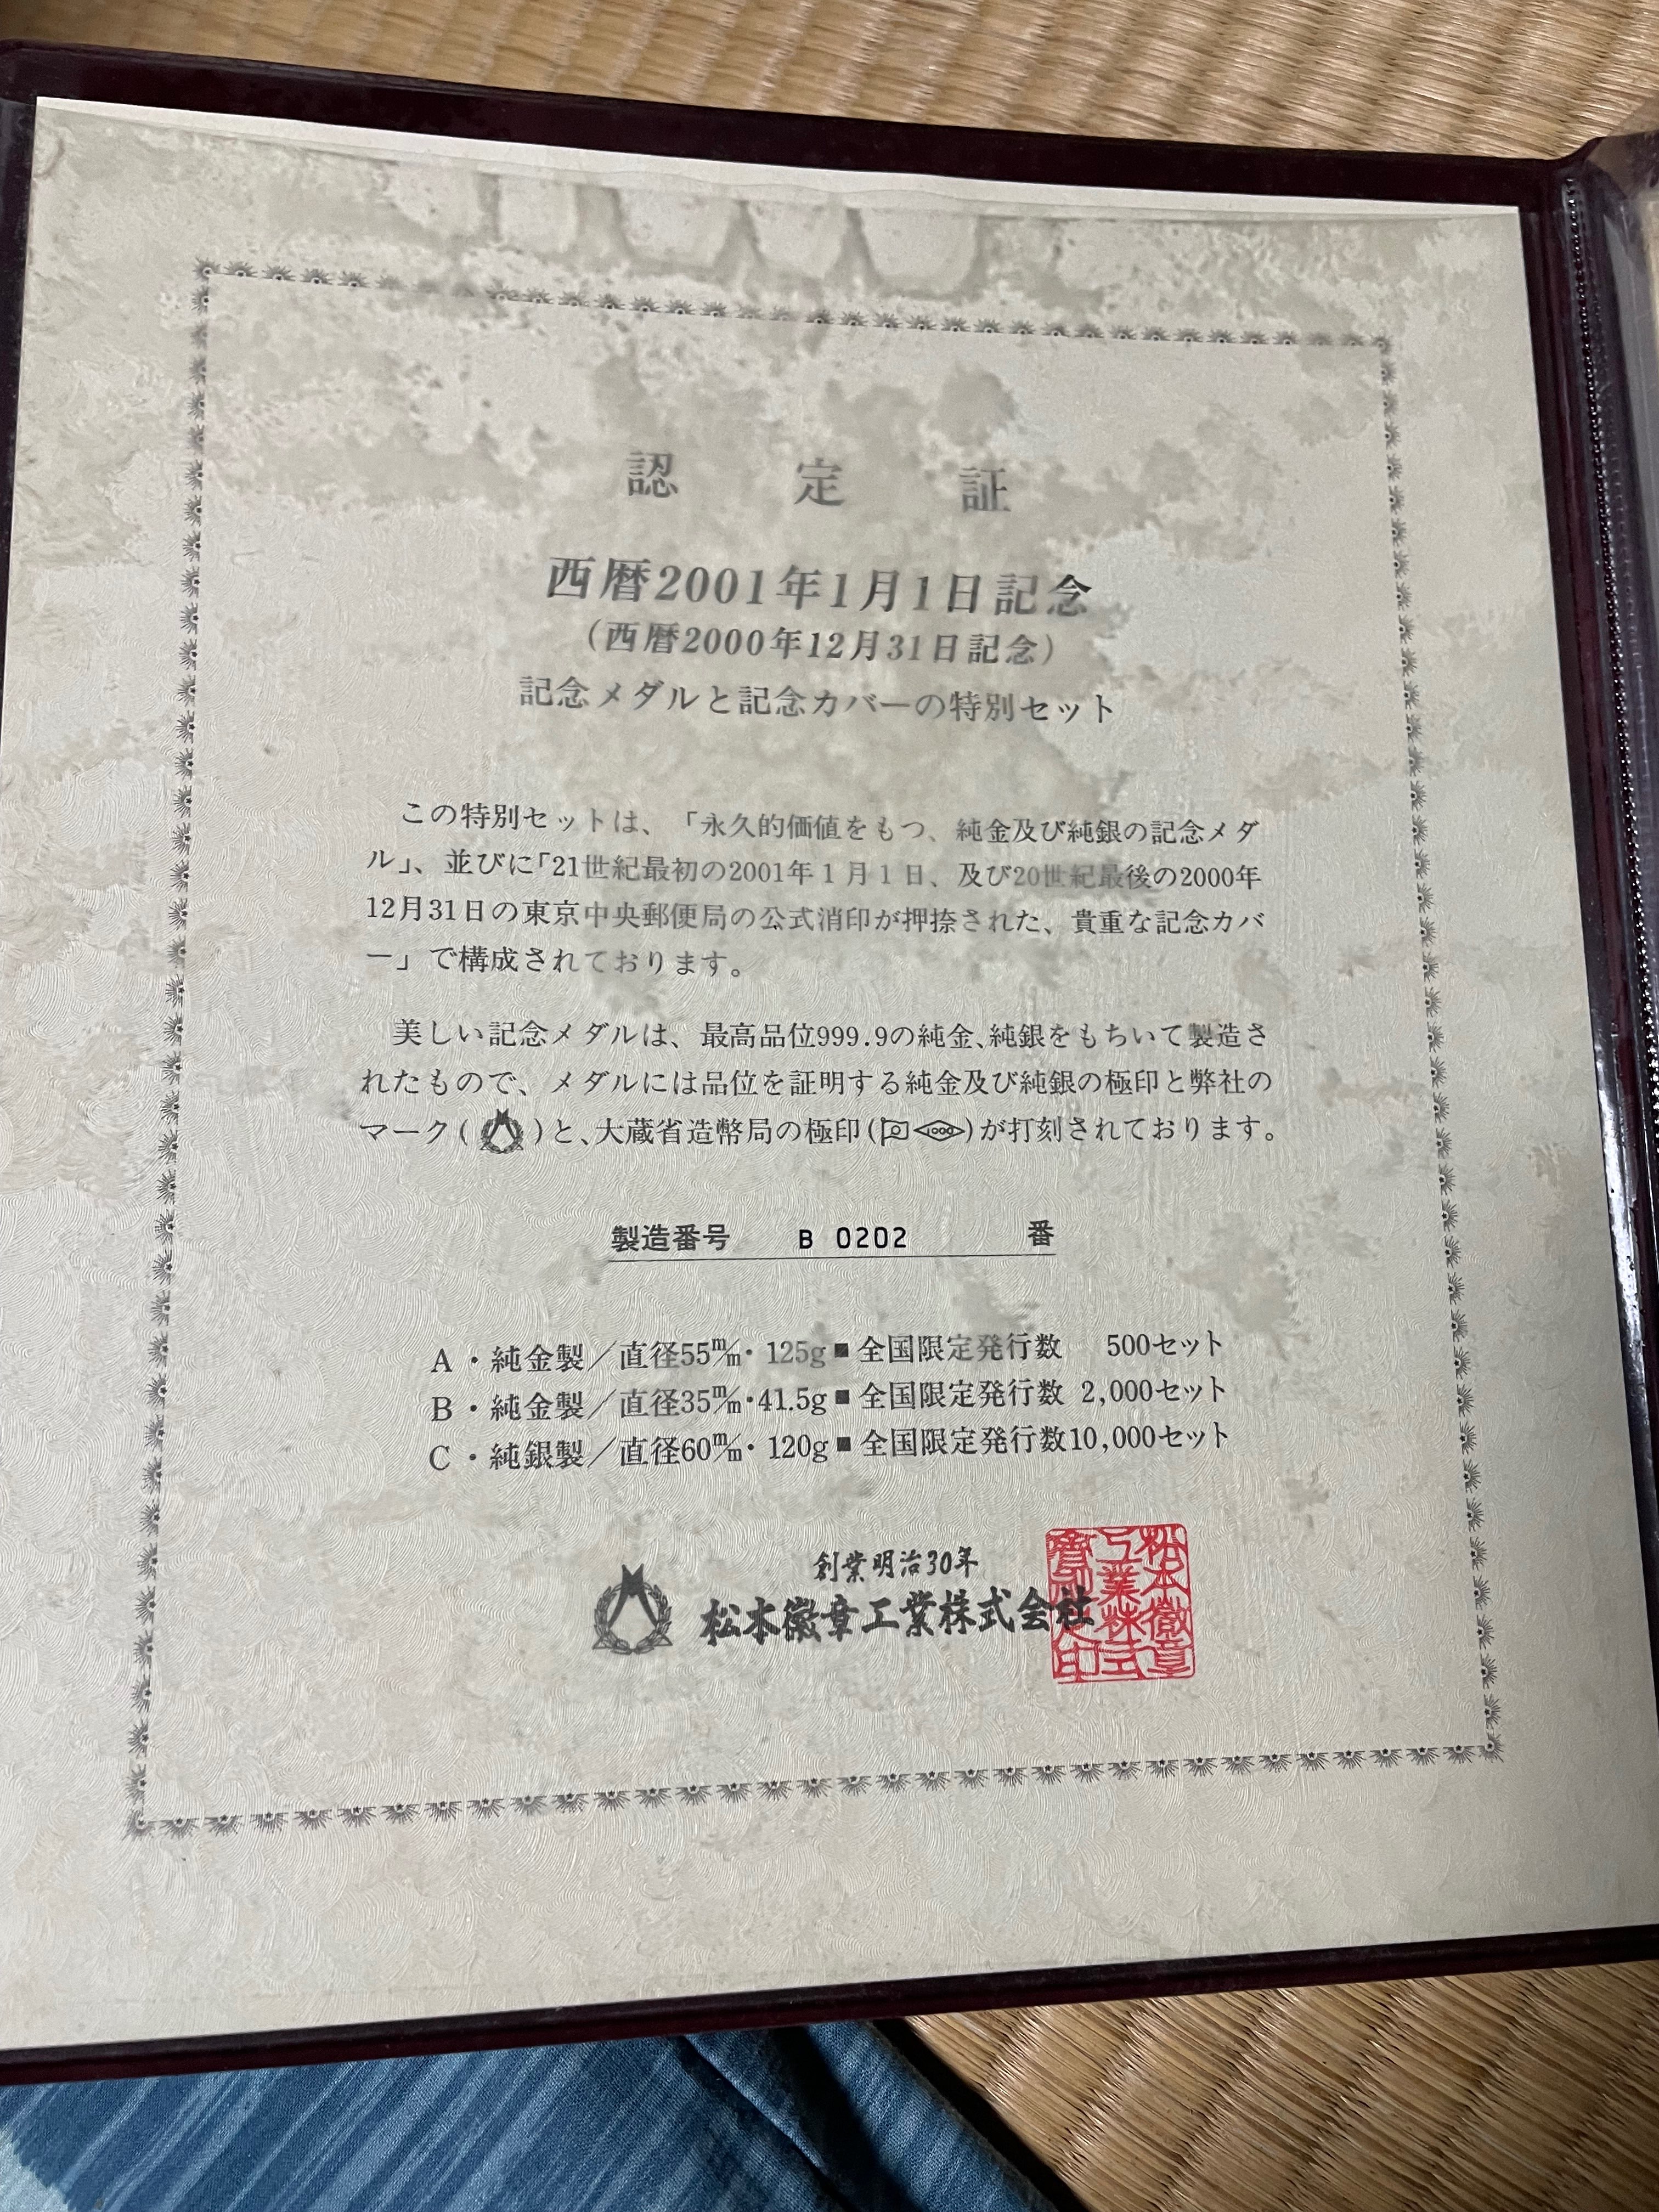 認定証
西暦2001年1月1日記念
(西暦2000年12月31日記念)
記念メダルと記念カバーの特別セット
この特別セットは、「永久的価値をもつ、純金及び純銀の記念メダ
ル」、並びに「21世紀最初の2001年1月1日、及び20世紀最後の2000年
12月31日の東京中央郵便局の公式消印が押捺された、貴重な記念カバ
ー」で構成されております。
美しい記念メダルは、最高品位999.9の純金、純銀をもちいて製造さ
れたもので、メダルには品位を証明する純金及び純銀の極印と弊社の
マーク()と、大蔵省造幣局の極印(1000)が打刻されております。
製造番号 B 0202 番
A・純金製/直径55m/m・125g■全国限定発行数 500セット
B・純金製/直径35m/m・41.5g■全国限定発行数 2,000セット
C・純銀製/直径60m/m・120g■全国限定発行数10,000セット
創業明治30年
松本徽章工業株式会社
松本徽章工業株式會社之印